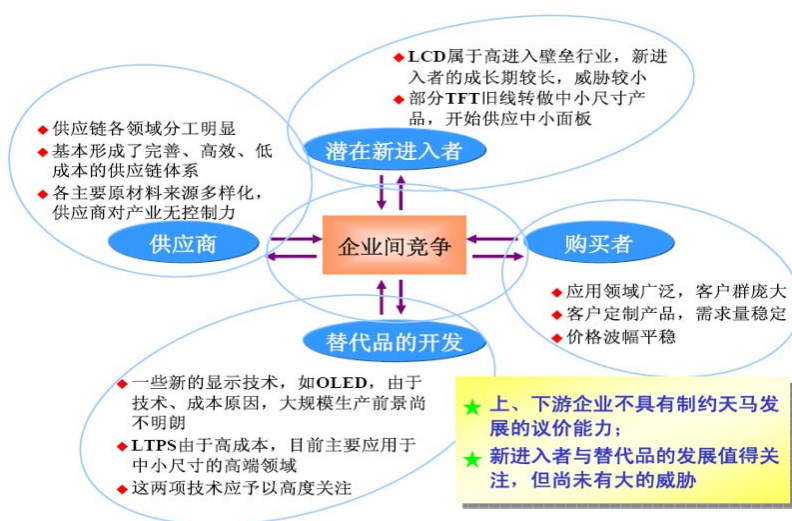 ◆ LCD属于高进入壁垒行业，新进
入者的成长期较长，威胁较小
◆ 部分TFT旧线转做中小尺寸产
品，开始供应中小面板
潜在新进入者
◆ 供应链各领域分工明显
◆ 基本形成了完善、高效、低
成本的供应链体系
◆ 各主要原材料来源多样化，
供应商对产业无控制力
供应商
企业间竞争
购买者
◆ 应用领域广泛，客户群庞大
◆ 客户定制产品，需求量稳定
◆ 价格波幅平稳
替代品的开发
◆ 一些新的显示技术，如OLED，由于
技术、成本原因，大规模生产前景尚
不明朗
◆ LTPS由于高成本，目前主要应用于
中小尺寸的高端领域
◆ 这两项技术应予以高度关注
★ 上、下游企业不具有制约天马发
展的议价能力；
★ 新进入者与替代品的发展值得关
注，但尚未有大的威胁